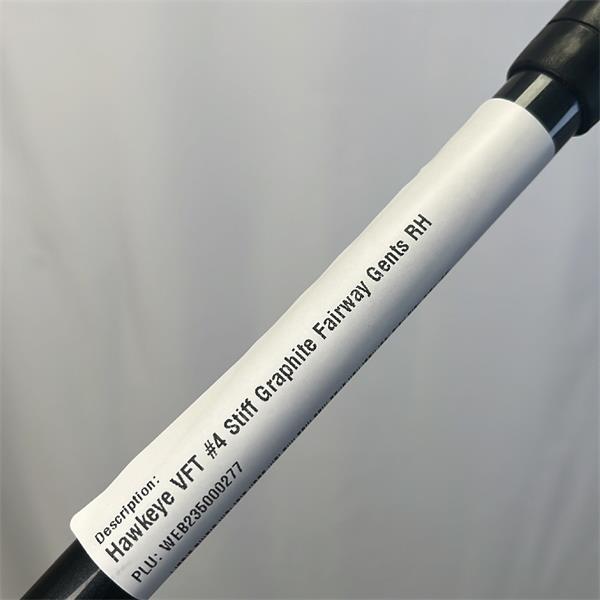 Description:
Hawkeye VFT #4 Stiff Graphite Fairway Gents RH
PLU: WEB235000277